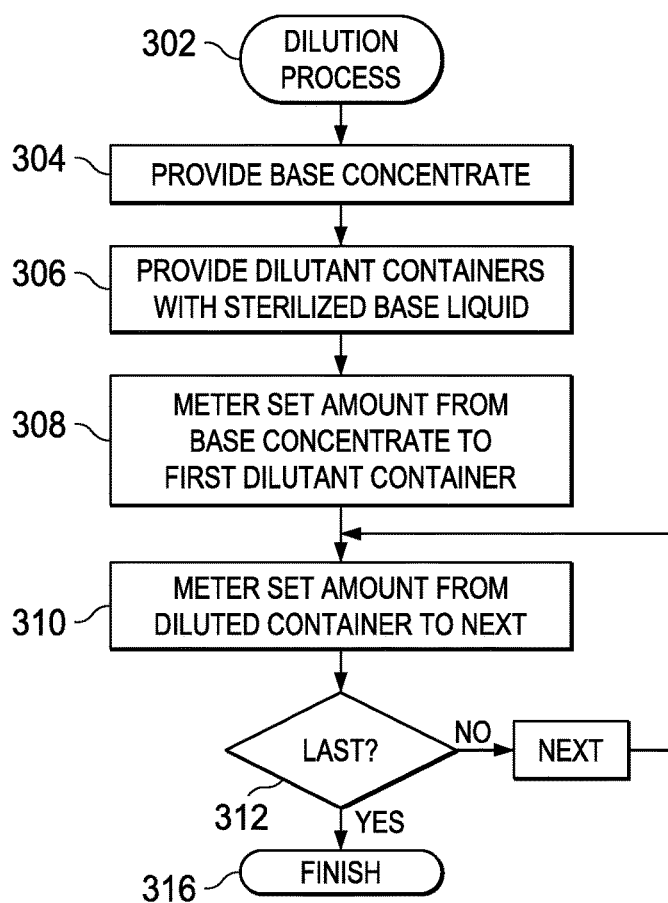 302
DILUTION
PROCESS
304
PROVIDE BASE CONCENTRATE
306
PROVIDE DILUTANT CONTAINERS
WITH STERILIZED BASE LIQUID
308
METER SET AMOUNT FROM
BASE CONCENTRATE TO
FIRST DILUTANT CONTAINER
310
METER SET AMOUNT FROM
DILUTED CONTAINER TO NEXT
LAST?
NO
NEXT
312
YES
316
FINISH